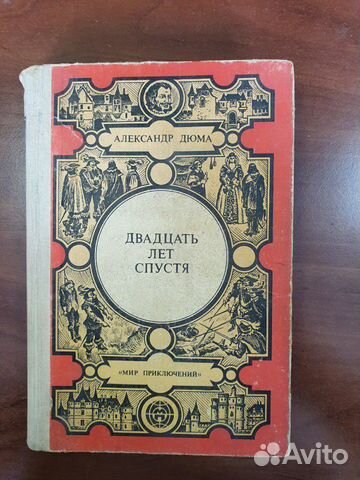 АЛЕКСАНДР ДЮМА
ДВАДЦАТЬ
ЛЕТ
СПУСТЯ
«МИР ПРИКЛЮЧЕНИЙ»
Avito